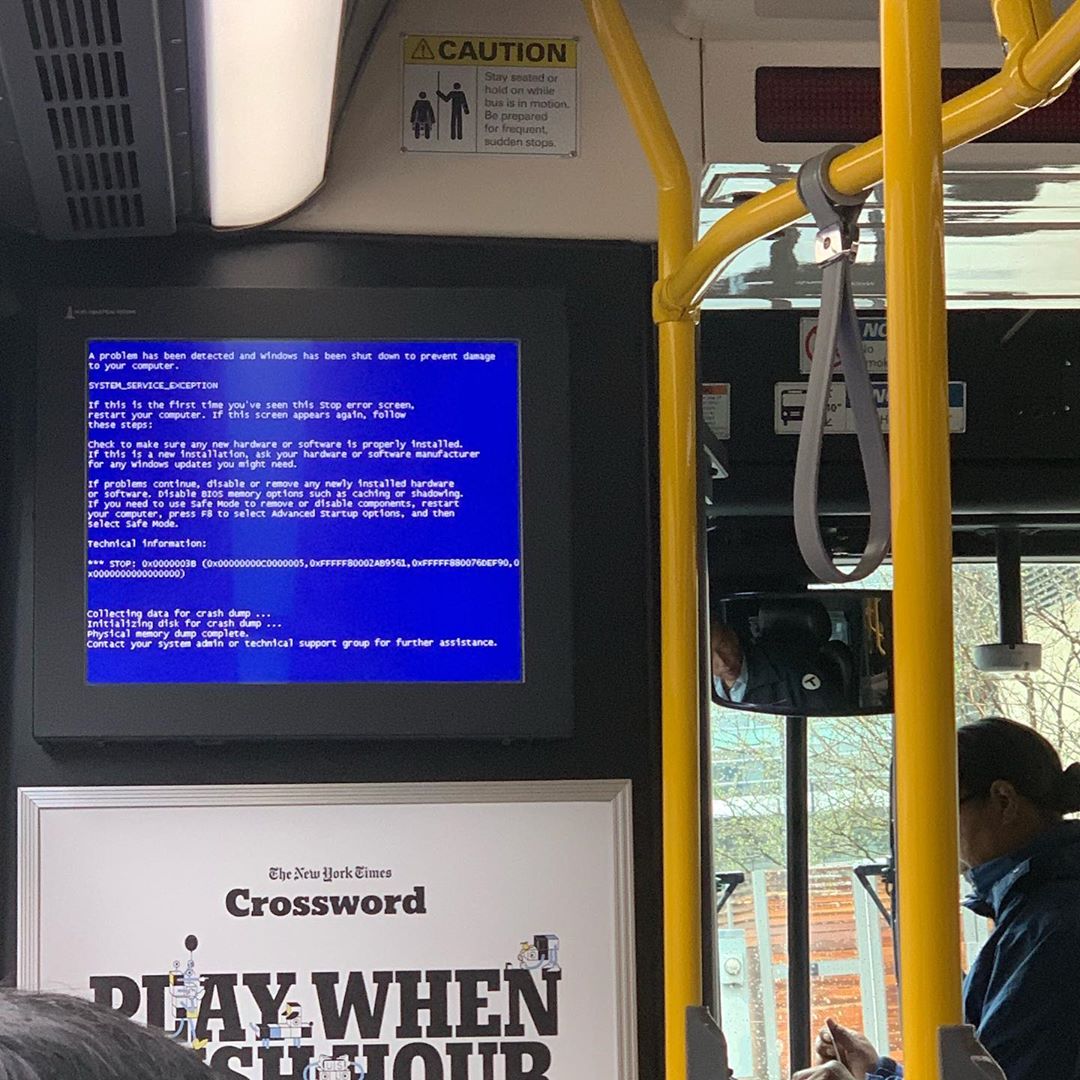 CAUTION
Stay seated or
hold on while
bus is in motion.
Be prepared
for frequent,
sudden stops.
A problem has been detected and Windows has been shut down to prevent damage
to your computer.
SYSTEM_SERVICE_EXCEPTION
If this is the first time you've seen this Stop error screen,
restart your computer. If this screen appears again, follow
these steps:
Check to make sure any new hardware or software is properly installed.
If this is a new installation, ask your hardware or software manufacturer
for any Windows updates you might need.
If problems continue, disable or remove any newly installed hardware
or software. Disable BIOS memory options such as caching or shadowing.
If you need to use Safe Mode to remove or disable components, restart
your computer, press F8 to select Advanced Startup Options, and then
select Safe Mode.
Technical information:
*** STOP: 0x0000003B (0x00000000C0000005,0xFFFFF80002AB9561,0xFFFFF880076DEF90,0
x0000000000000000)
Collecting data for crash dump ...
Initializing disk for crash dump ...
Physical memory dump complete.
Contact your system admin or technical support group for further assistance.
NO
No
The New York Times
Crossword
PLAY WHEN
HOUR
T